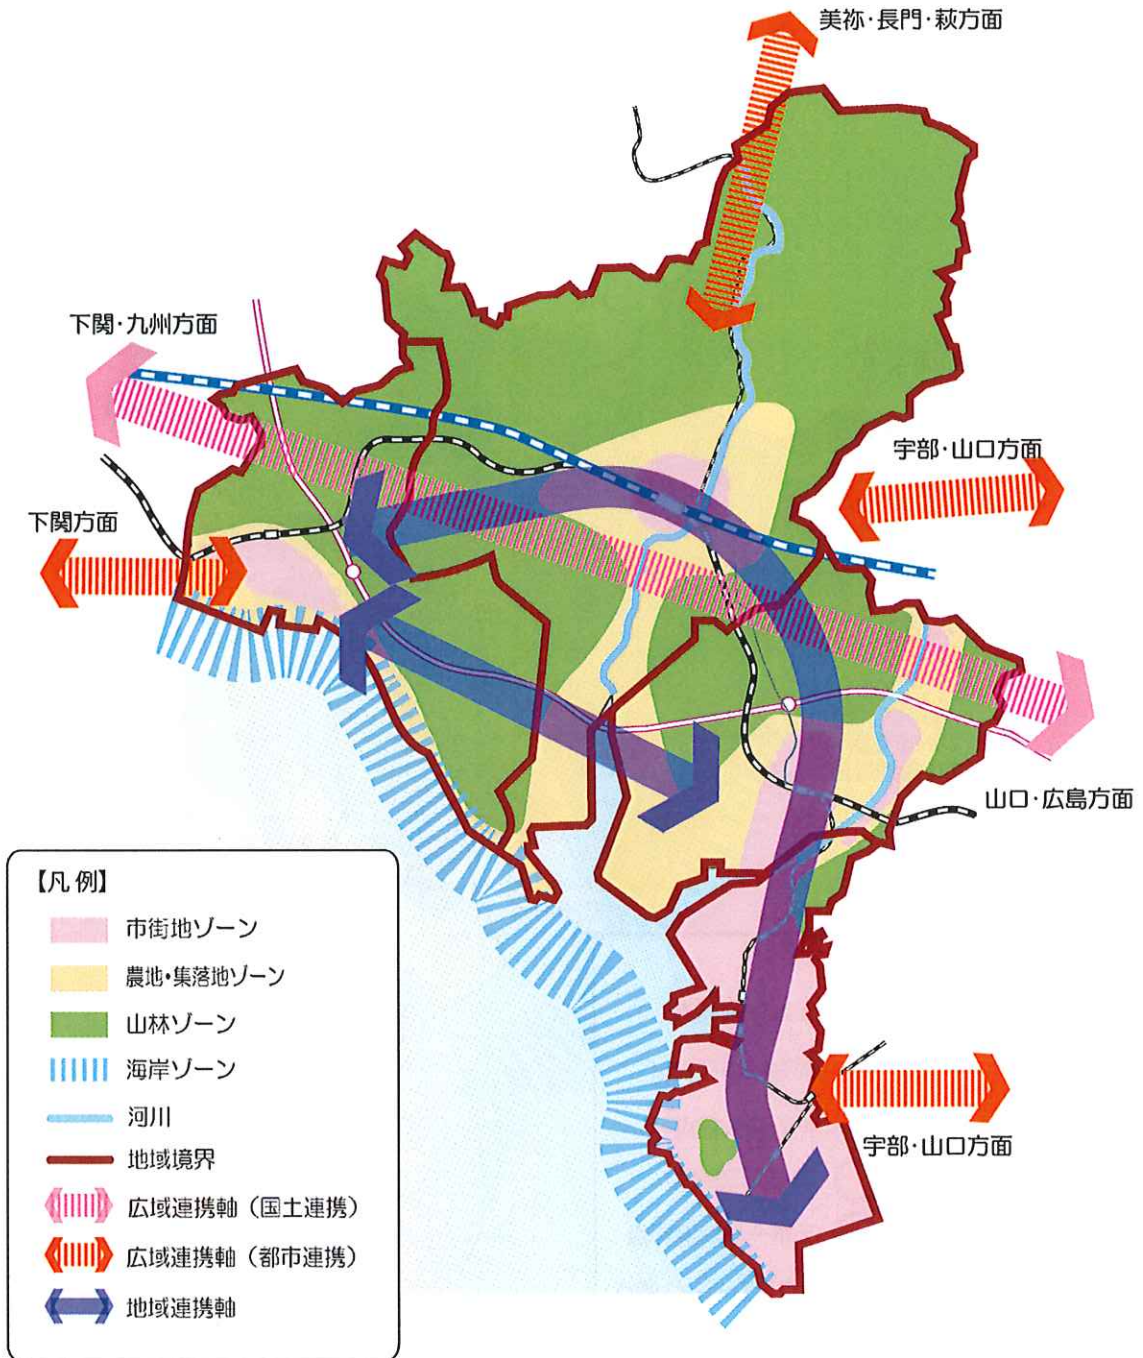 美祢・長門・萩方面
下関・九州方面
宇部・山口方面
下関方面
山口・広島方面
宇部・山口方面
【凡例】
市街地ゾーン
農地・集落地ゾーン
山林ゾーン
海岸ゾーン
河川
地域境界
広域連携軸（国土連携）
広域連携軸（都市連携）
地域連携軸